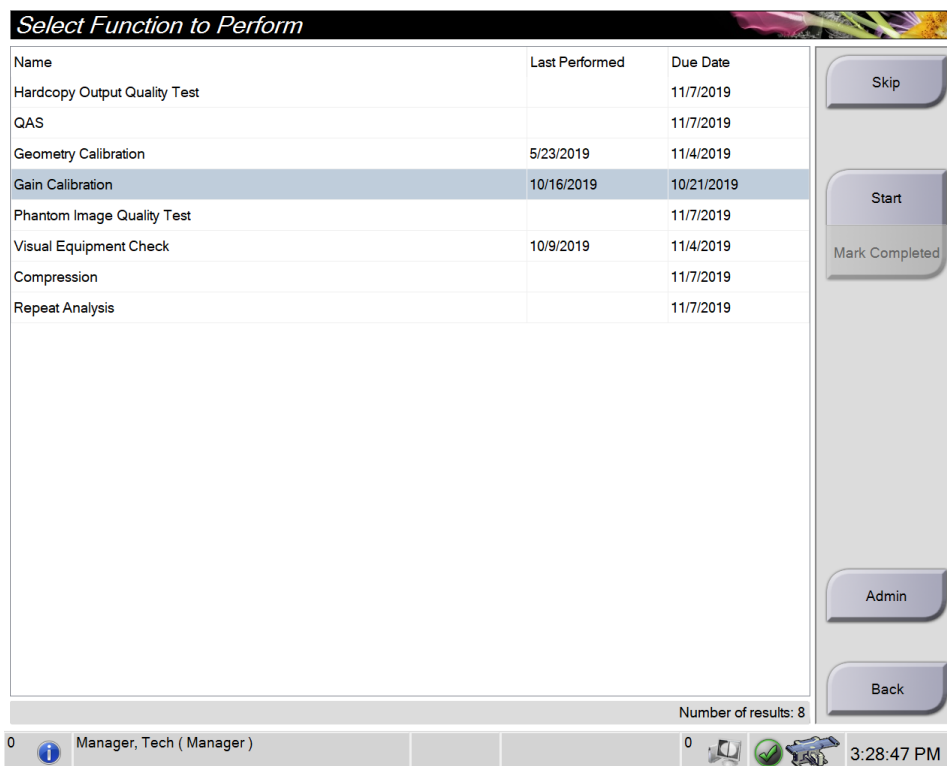 Select Function to Perform
Name Last Performed Due Date
Hardcopy Output Quality Test 11/7/2019
QAS 11/7/2019
Geometry Calibration 5/23/2019 11/4/2019
Gain Calibration 10/16/2019 10/21/2019
Phantom Image Quality Test 11/7/2019
Visual Equipment Check 10/9/2019 11/4/2019
Compression 11/7/2019
Repeat Analysis 11/7/2019
Skip
Start
Mark Completed
Admin
Back
Number of results: 8
0 Manager, Tech ( Manager ) 0 3:28:47 PM